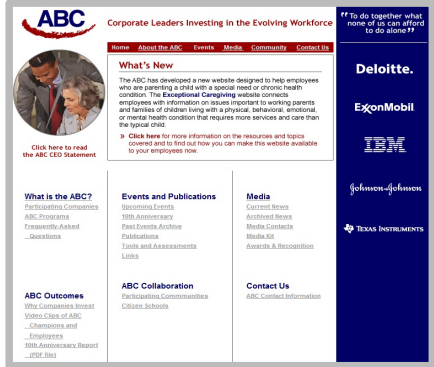 ABC
Corporate Leaders Investing in the Evolving Workforce
Home About the ABC Events Media Community Contact Us
What's New
The ABC has developed a new website designed to help employees
who are parenting a child with a special need or chronic health
condition. The Exceptional Caregiving website connects
employees with information on issues important to working parents
and families of children living with a physical, behavioral, emotional,
or mental health condition that requires more services and care than
the typical child.
» Click here for more information on the resources and topics
covered and to find out how you can make this website available
to your employees now.
Click here to read
the ABC CEO Statement
What is the ABC?
Participating Companies
ABC Programs
Frequently-Asked
Questions
Events and Publications
Upcoming Events
10th Anniversary
Past Events Archive
Publications
Tools and Assessments
Links
Media
Current News
Archived News
Media Contacts
Media Kit
Awards & Recognition
ABC Outcomes
Why Companies Invest
Video Clips of ABC
Champions and
Employees
10th Anniversary Report
(PDF file)
ABC Collaboration
Participating Commmunities
Citizen Schools
Contact Us
ABC Contact Information
"To do together what
none of us can afford
to do alone"
Deloitte.
ExxonMobil
IBM
Johnson & Johnson
TEXAS INSTRUMENTS